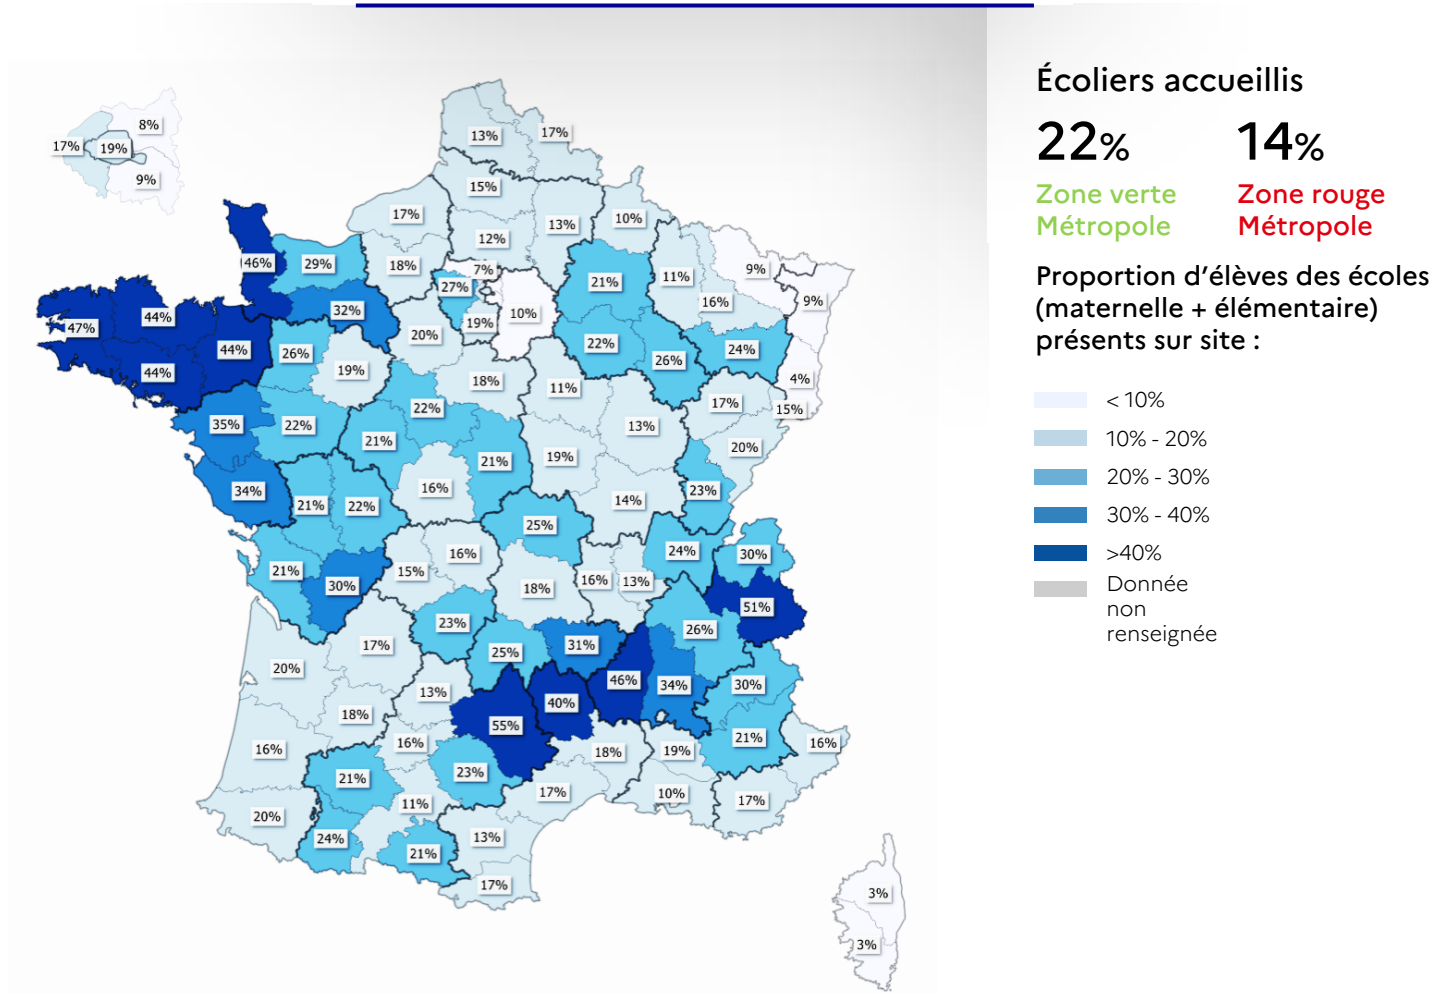 Écoliers accueillis
22% 14%
Zone verte Zone rouge
Métropole Métropole
Proportion d'élèves des écoles
(maternelle + élémentaire)
présents sur site :
< 10%
10% - 20%
20% - 30%
30% - 40%
>40%
Donnée
non
renseignée
8%
17% 19%
9%
13% 17%
15%
17% 13% 10%
12%
46% 29% 18% 7% 9%
27% 21% 11%
16% 9%
47% 44% 32% 19% 10%
20%
44% 26% 22% 24%
44% 19% 18% 11% 26% 4%
35% 22% 22% 17% 15%
21% 13%
34% 21% 19% 20%
16% 14% 23%
21% 22% 25%
16% 24% 30%
21% 30% 15% 18% 16% 13%
51%
23% 26%
20% 17% 25% 31%
13% 46% 34% 30%
18% 55% 40%
16% 16% 18% 19% 21% 16%
21% 23%
20% 11% 17% 10% 17%
24% 21% 13%
17%
3%
3%